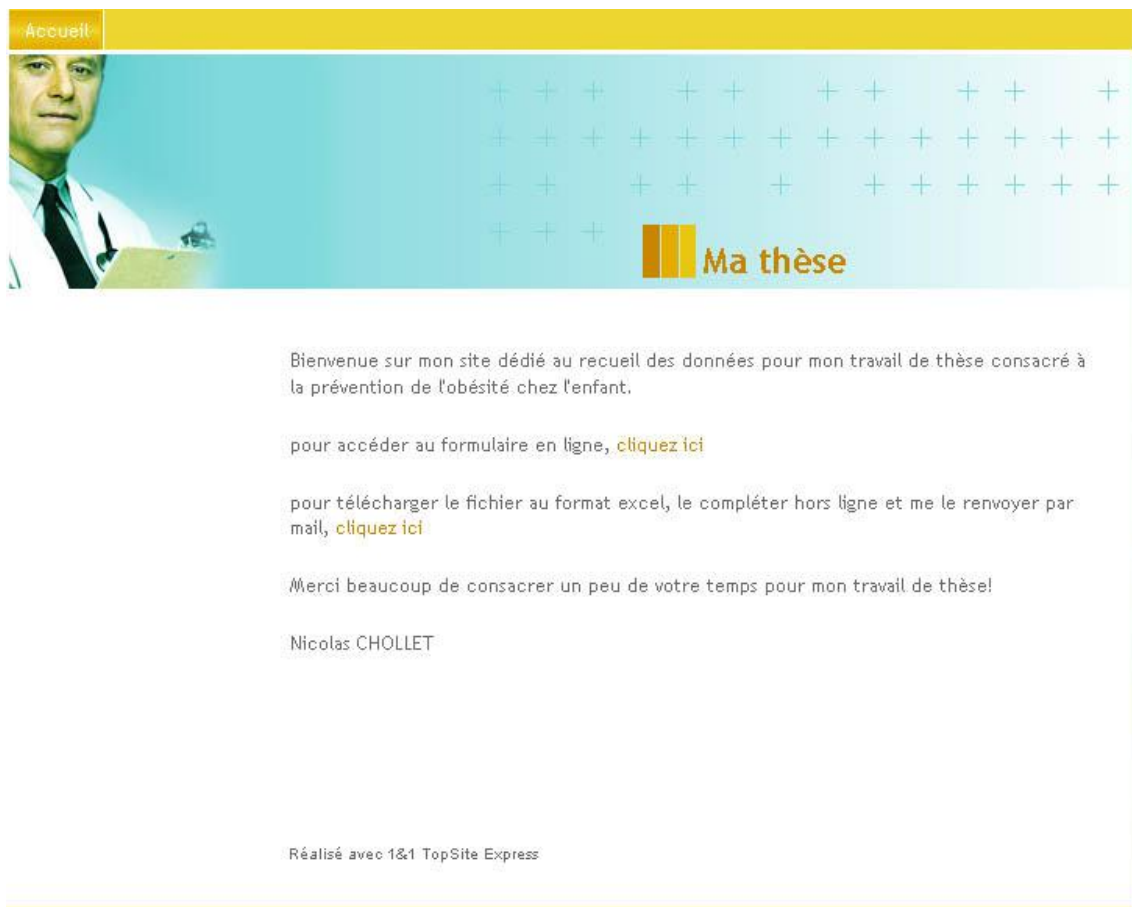 Accueil
Ma thèse
Bienvenue sur mon site dédié au recueil des données pour mon travail de thèse consacré à
la prévention de l'obésité chez l'enfant.
pour accéder au formulaire en ligne, cliquez ici
pour télécharger le fichier au format excel, le compléter hors ligne et me le renvoyer par
mail, cliquez ici
Merci beaucoup de consacrer un peu de votre temps pour mon travail de thèse!
Nicolas CHOLLET
Réalisé avec 1&1 TopSite Express